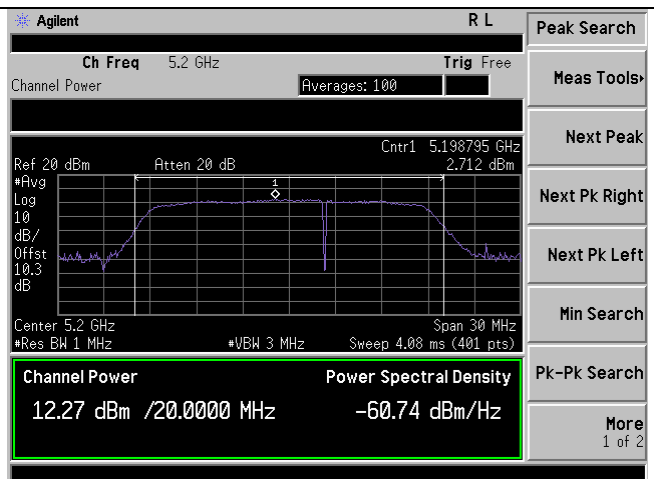 Agilent
R L
Ch Freq 5.2 GHz Trig Free
Channel Power Averages: 100
Cntr1 5.198795 GHz
Ref 20 dBm Atten 20 dB 2.712 dBm
#Avg
Log
10
dB/
Offst
10.3
dB
1
Center 5.2 GHz Span 30 MHz
#Res BW 1 MHz #VBW 3 MHz Sweep 4.08 ms (401 pts)
Channel Power Power Spectral Density
12.27 dBm /20.0000 MHz -60.74 dBm/Hz
Peak Search
Meas Tools
Next Peak
Next Pk Right
Next Pk Left
Min Search
Pk-Pk Search
More
1 of 2